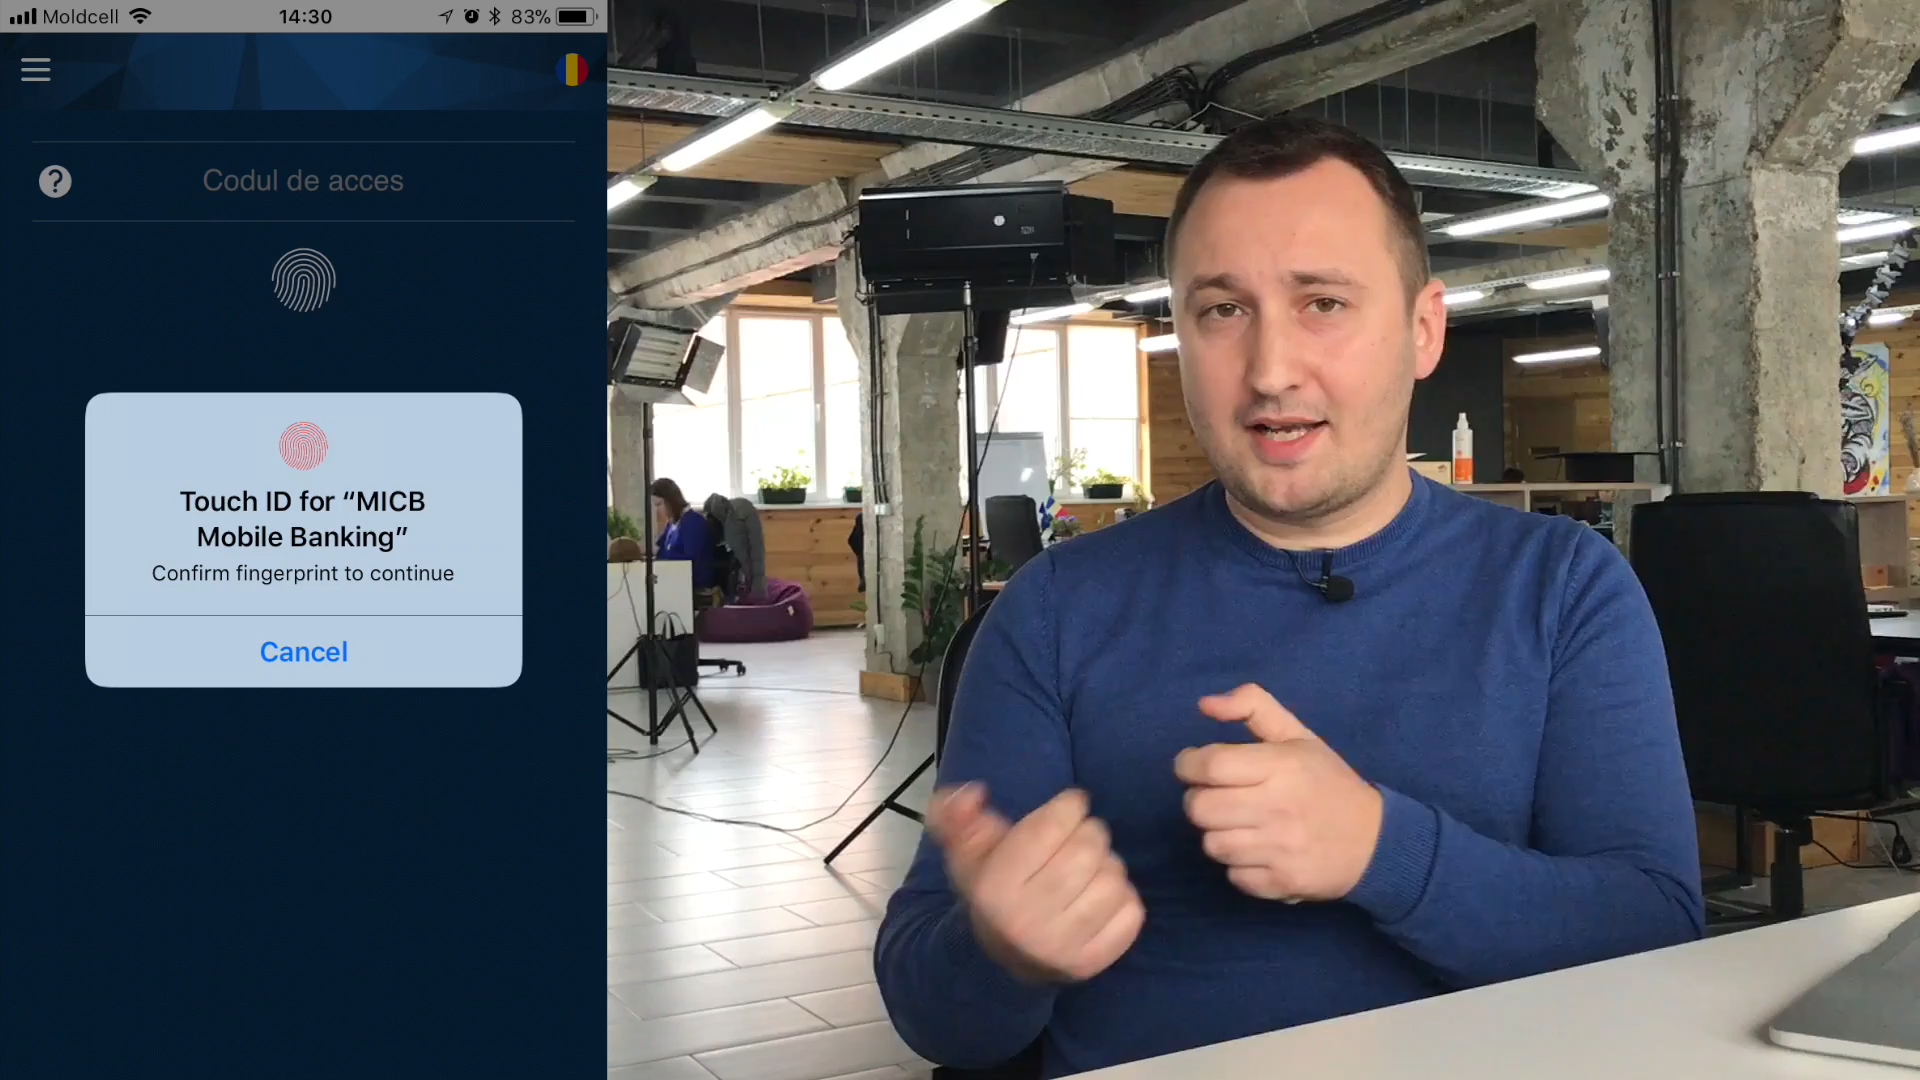 Moldcell 14:30 83%
Codul de acces
Touch ID for “MICB
Mobile Banking”
Confirm fingerprint to continue
Cancel